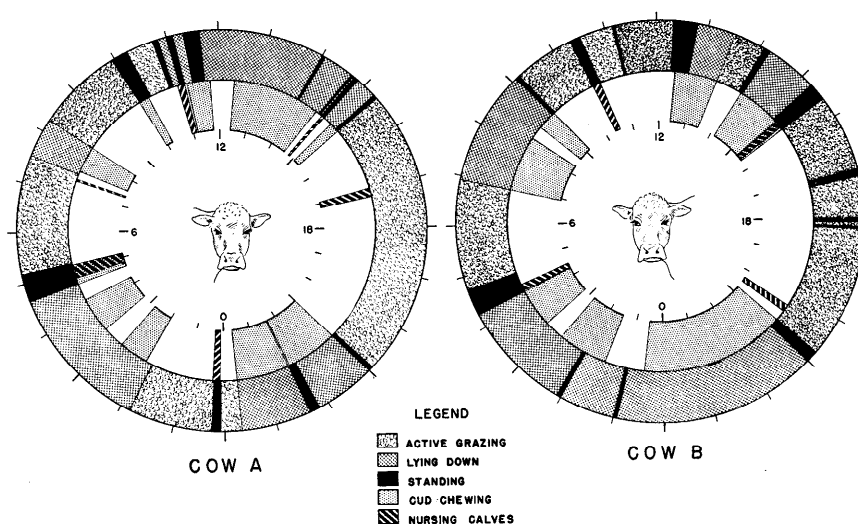 12
6
18
0
COW A
12
6
18
0
COW B
LEGEND
ACTIVE GRAZING
LYING DOWN
STANDING
CUD CHEWING
NURSING CALVES